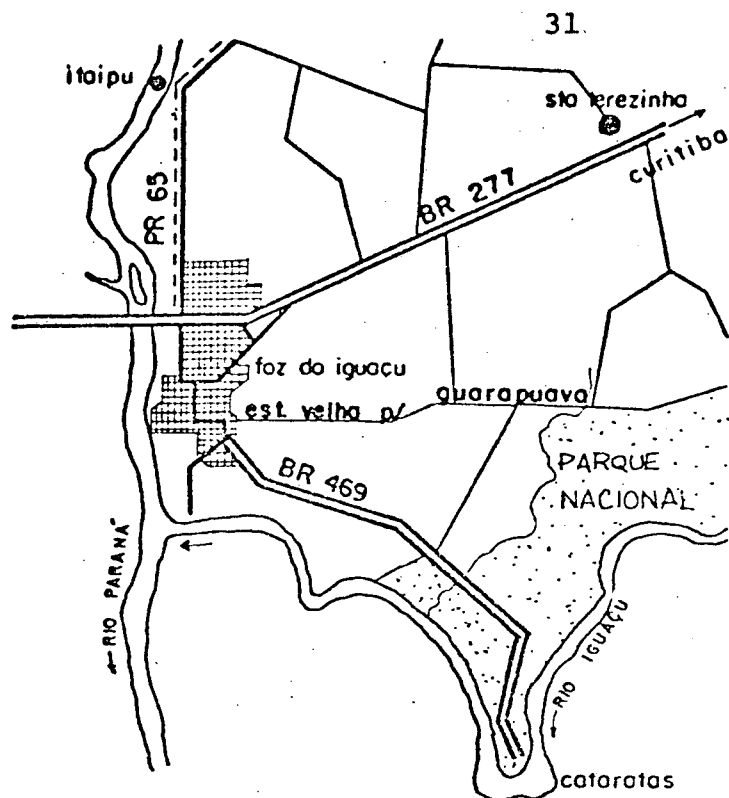 31
itaipu
sto terezinha
curitiba
BR 277
PR 65
foz do iguaçu
est. velha p/ guarapuava
BR 469
PARQUE
NACIONAL
RIO PARANÁ
RIO IGUAÇU
cataratas